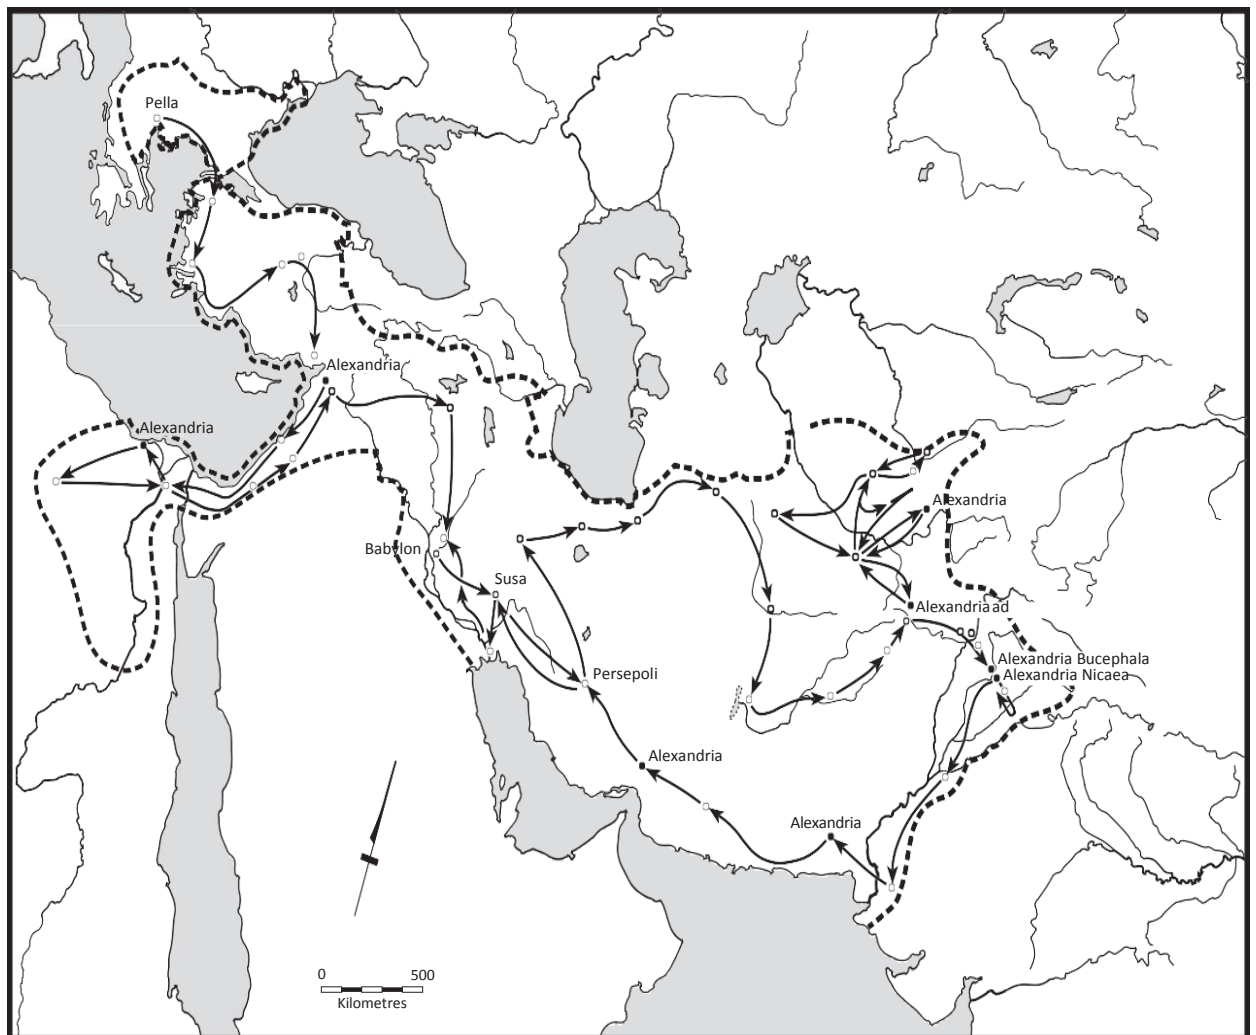 Pella
Alexandria
Alexandria
Alexandria
Babylon
Susa
Alexandria ad
Alexandria Bucephala
Alexandria Nicaea
Persepoli
Alexandria
Alexandria
0 500
Kilometres